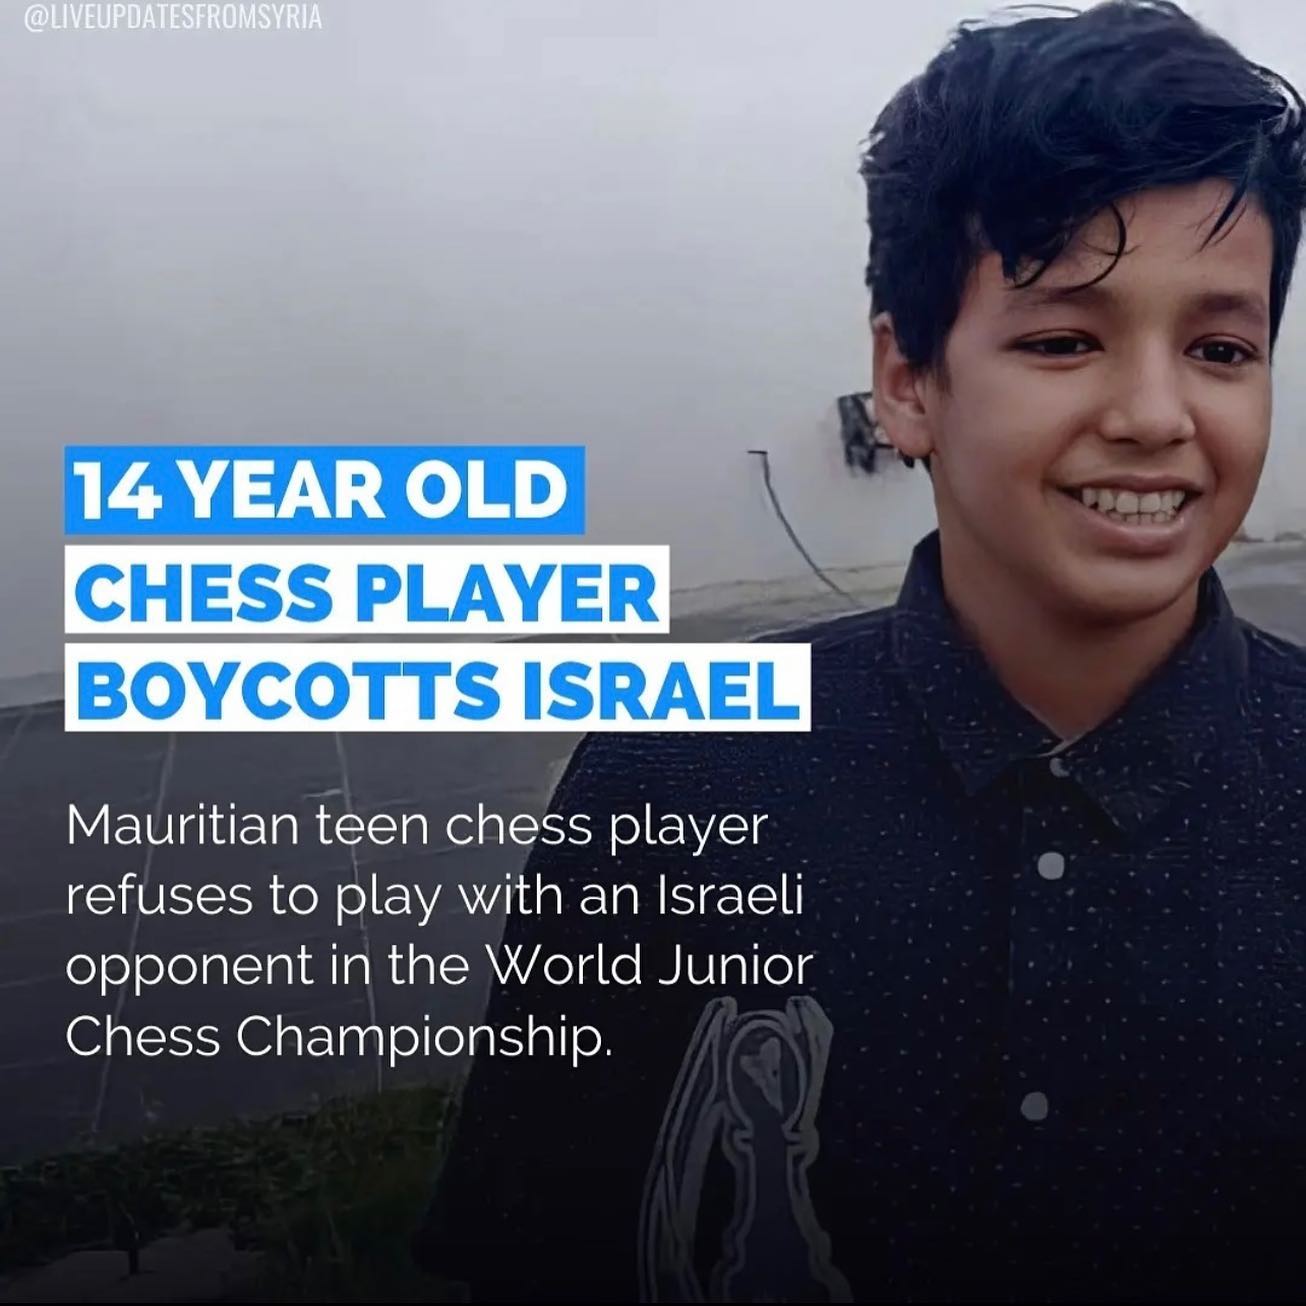 @LIVEUPDATESFROMSYRIA
14 YEAR OLD
CHESS PLAYER
BOYCOTTS ISRAEL
Mauritian teen chess player
refuses to play with an Israeli
opponent in the World Junior
Chess Championship.